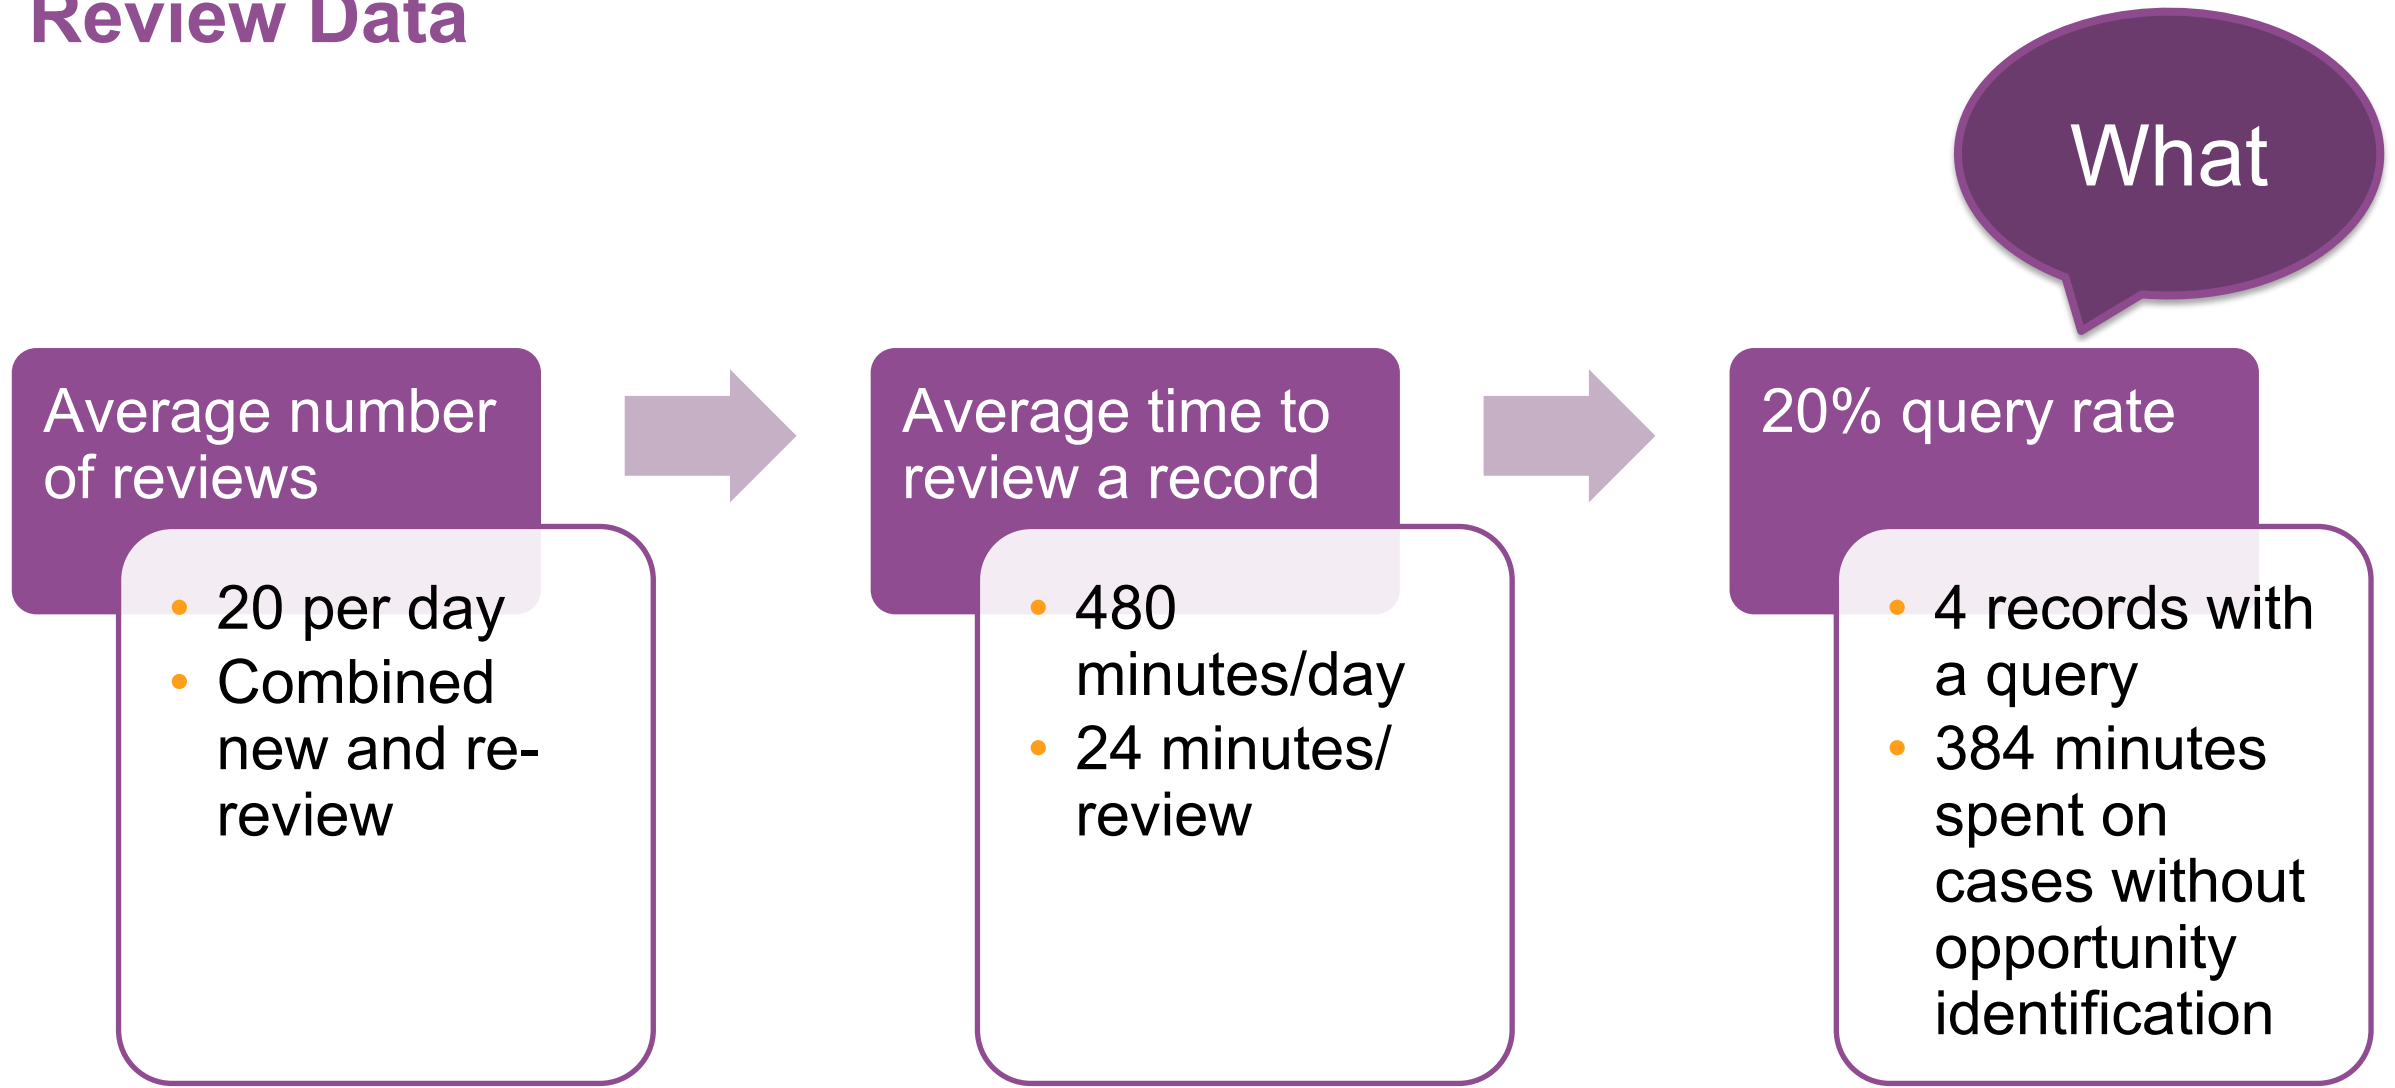 Review Data
What
Average number
of reviews
• 20 per day
• Combined
new and re-
review
Average time to
review a record
• 480
minutes/day
• 24 minutes/
review
20% query rate
• 4 records with
a query
• 384 minutes
spent on
cases without
opportunity
identification